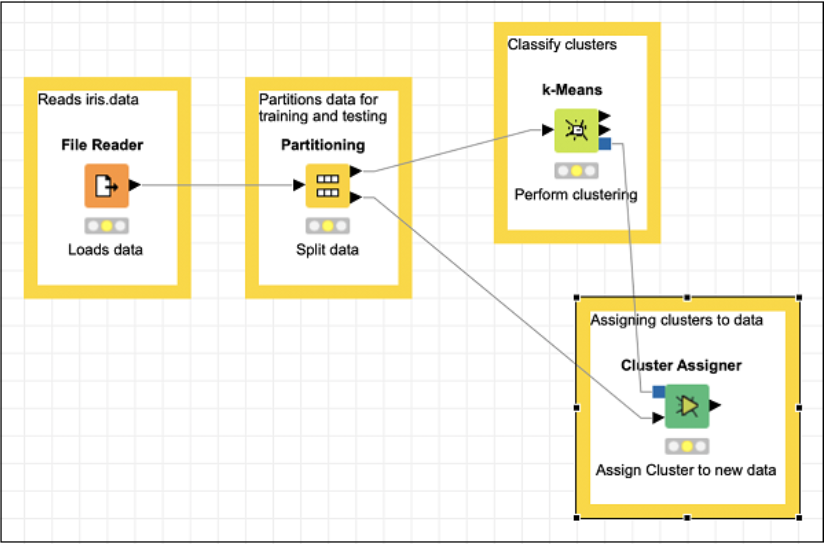 Reads iris.data
File Reader
Loads data
Partitions data for
training and testing
Partitioning
Split data
Classify clusters
k-Means
Perform clustering
Assigning clusters to data
Cluster Assigner
Assign Cluster to new data